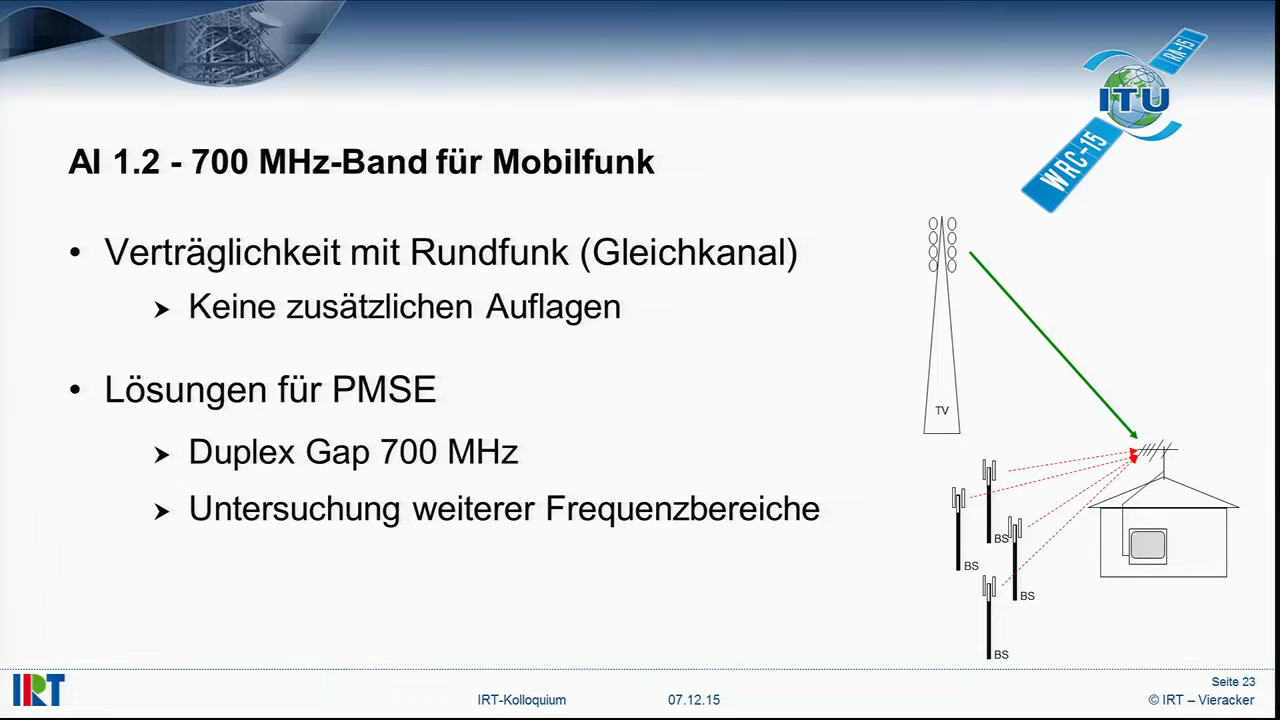 RA-15
ITU
WRC-15
AI 1.2 - 700 MHz-Band für Mobilfunk
• Verträglichkeit mit Rundfunk (Gleichkanal)
➤ Keine zusätzlichen Auflagen
• Lösungen für PMSE
➤ Duplex Gap 700 MHz
➤ Untersuchung weiterer Frequenzbereiche
TV
BS
BS
BS
BS
IRT
IRT-Kolloquium
07.12.15
Seite 23
© IRT – Vieracker